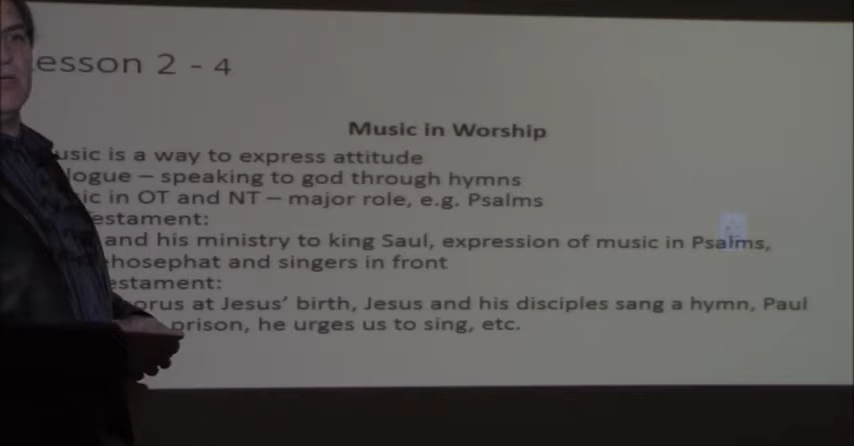 esson 2 - 4
Music in Worship
usic is a way to express attitude
logue – speaking to god through hymns
ic in OT and NT – major role, e.g. Psalms
estament:
and his ministry to king Saul, expression of music in Psalms,
hosephat and singers in front
estament:
orus at Jesus’ birth, Jesus and his disciples sang a hymn, Paul
prison, he urges us to sing, etc.